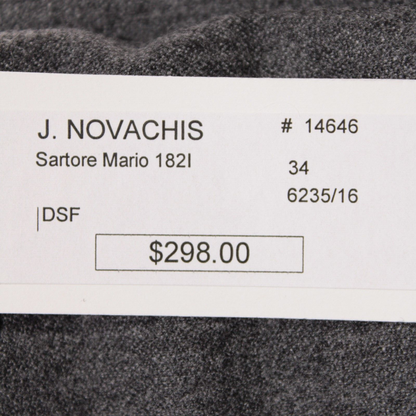 J. NOVACHIS # 14646
Sartore Mario 182I 34
6235/16
DSF
$298.00